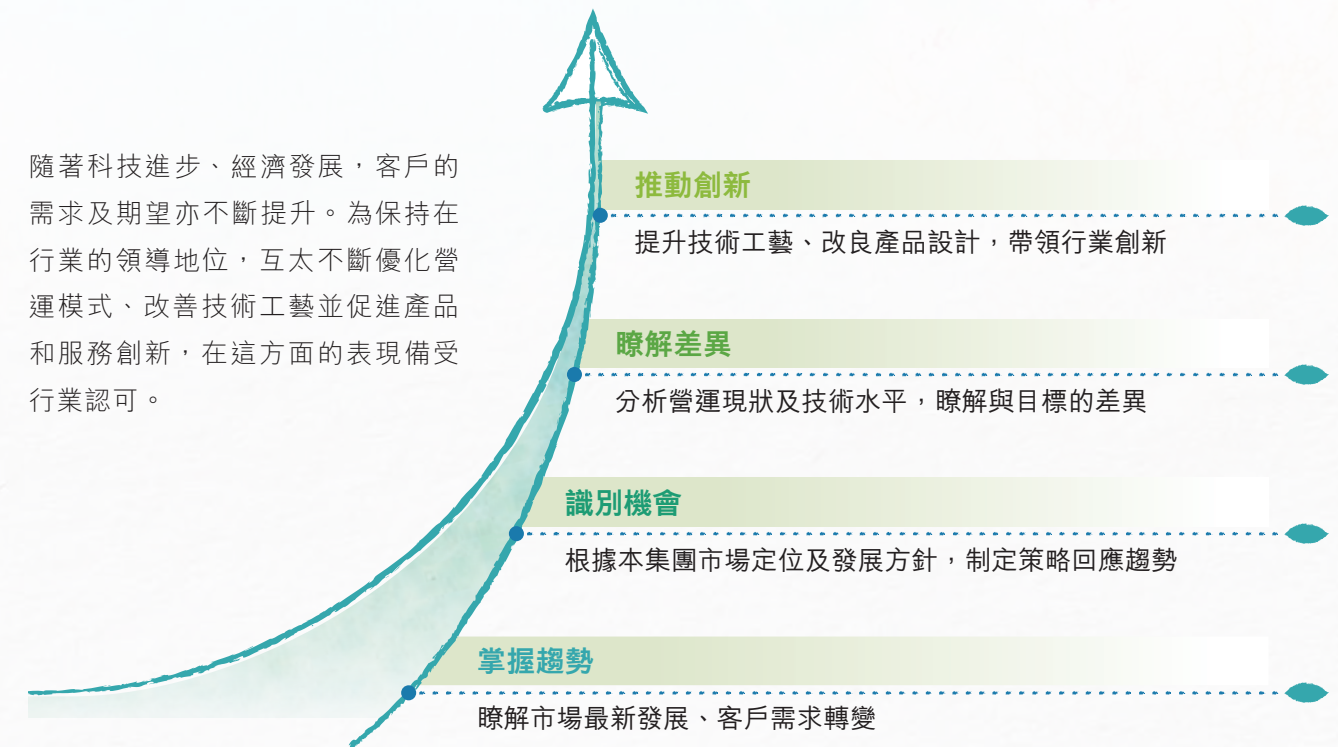 隨著科技進步、經濟發展，客戶的
需求及期望亦不斷提升。為保持在
行業的領導地位，互太不斷優化營
運模式、改善技術工藝並促進產品
和服務創新，在這方面的表現備受
行業認可。
推動創新
提升技術工藝、改良產品設計，帶領行業創新
瞭解差異
分析營運現狀及技術水平，瞭解與目標的差異
識別機會
根據本集團市場定位及發展方針，制定策略回應趨勢
掌握趨勢
瞭解市場最新發展、客戶需求轉變